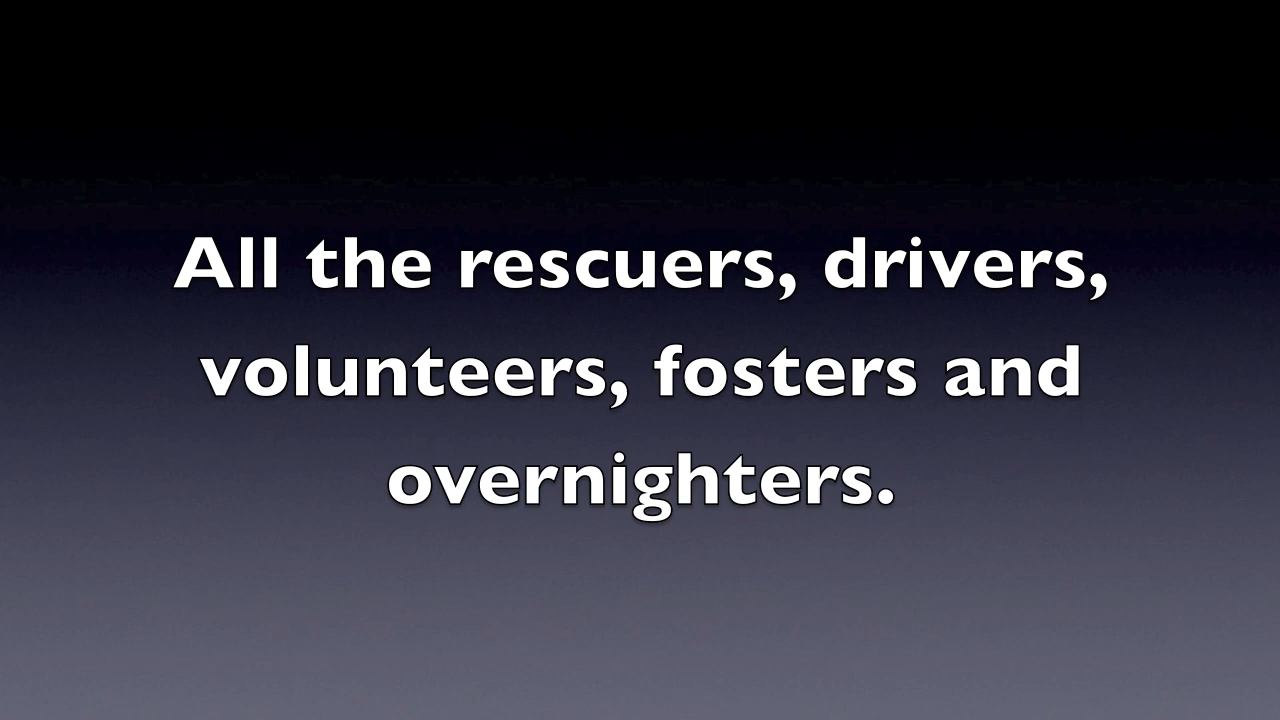 All the rescuers, drivers,
volunteers, fosters and
overnighters.